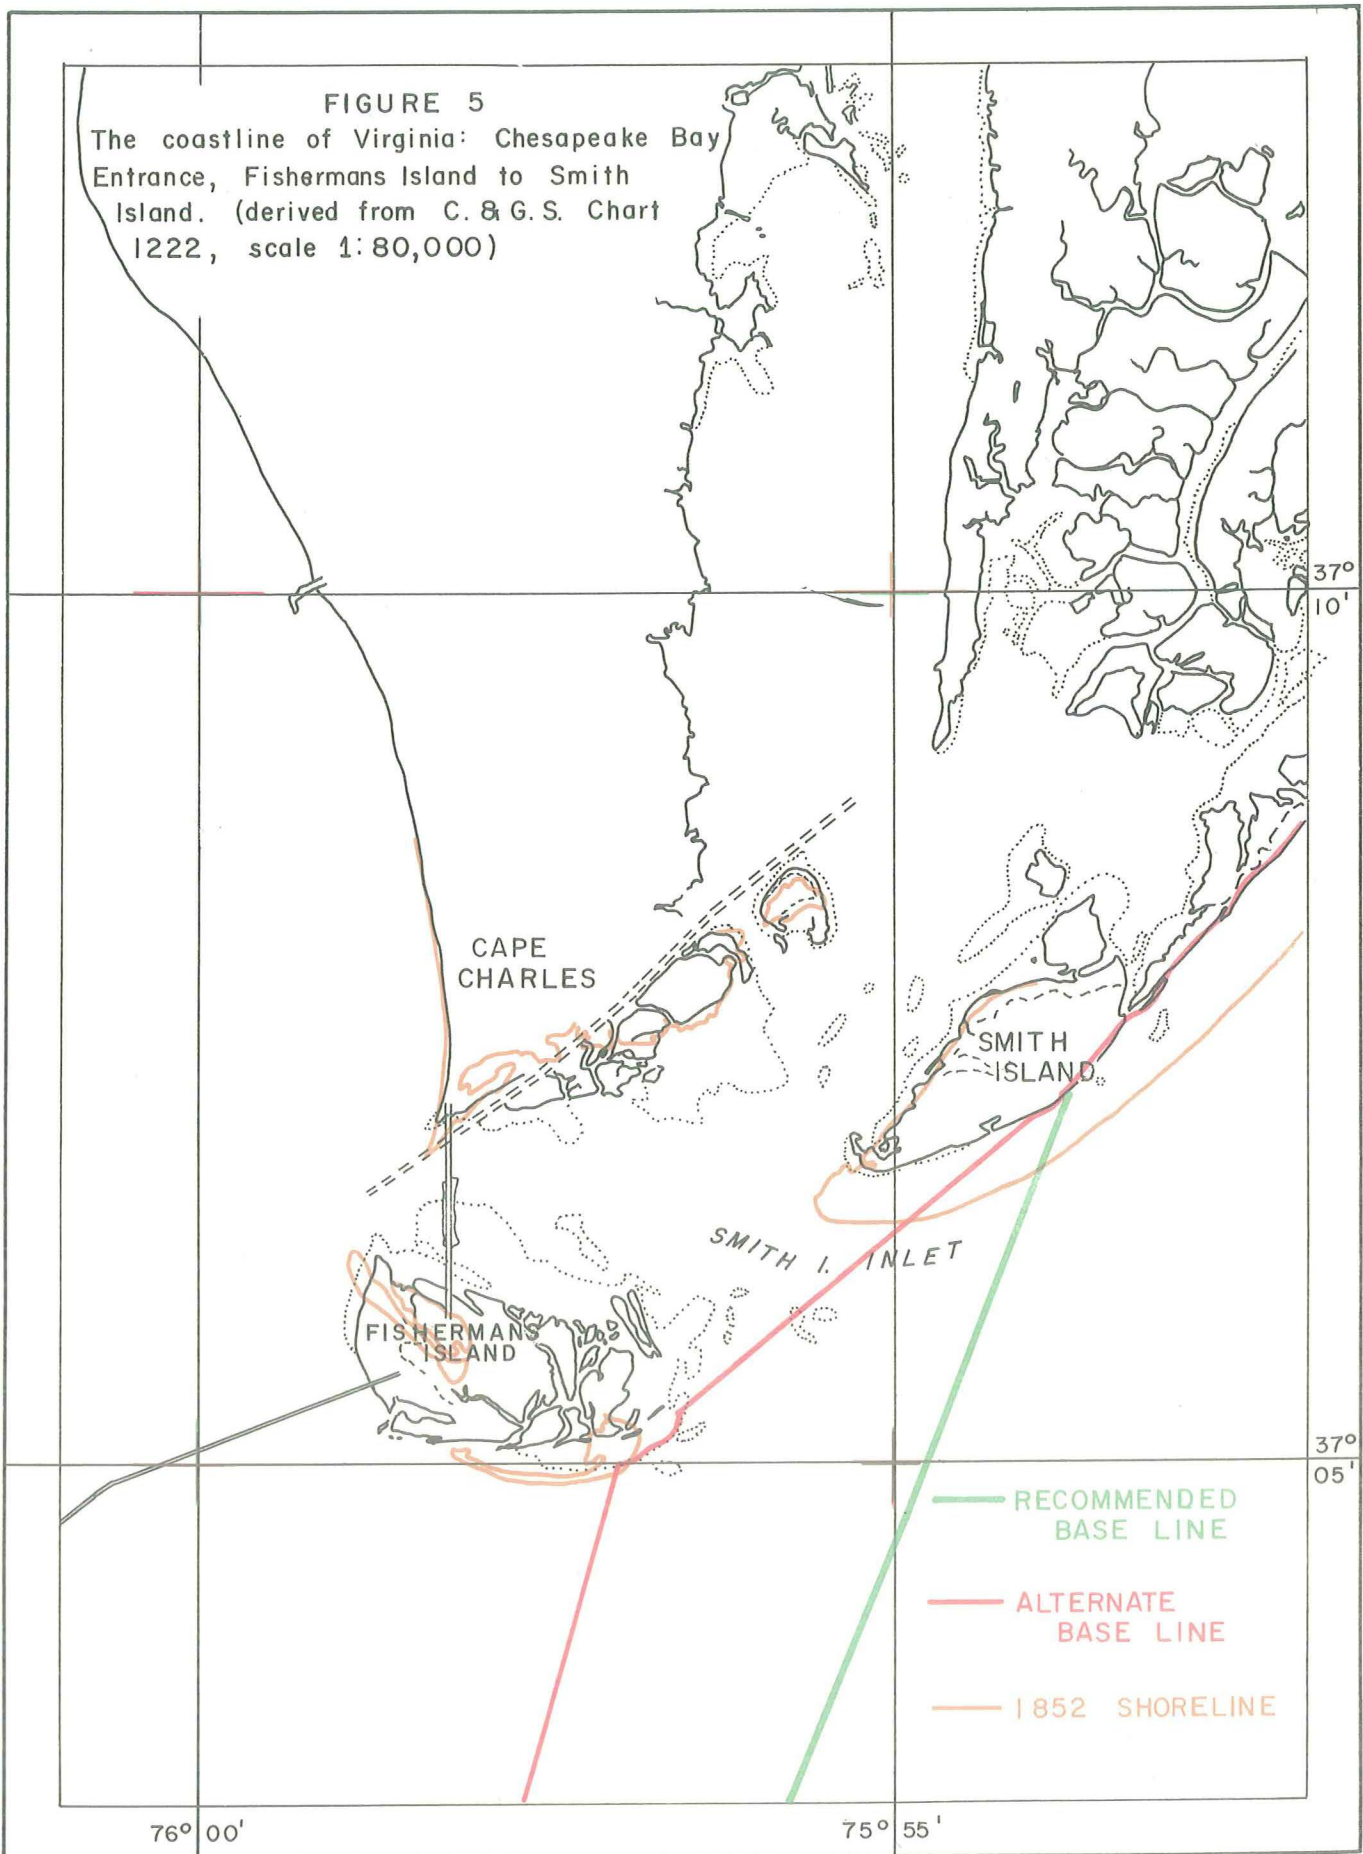 FIGURE 5
The coastline of Virginia: Chesapeake Bay
Entrance, Fishermans Island to Smith
Island. (derived from C. & G.S. Chart
1222, scale 1:80,000)
37°
10'
CAPE
CHARLES
SMITH
ISLAND
SMITH I. INLET
FISHERMANS
ISLAND
37°
05'
RECOMMENDED
BASE LINE
ALTERNATE
BASE LINE
1852 SHORELINE
76° 00'
75° 55'